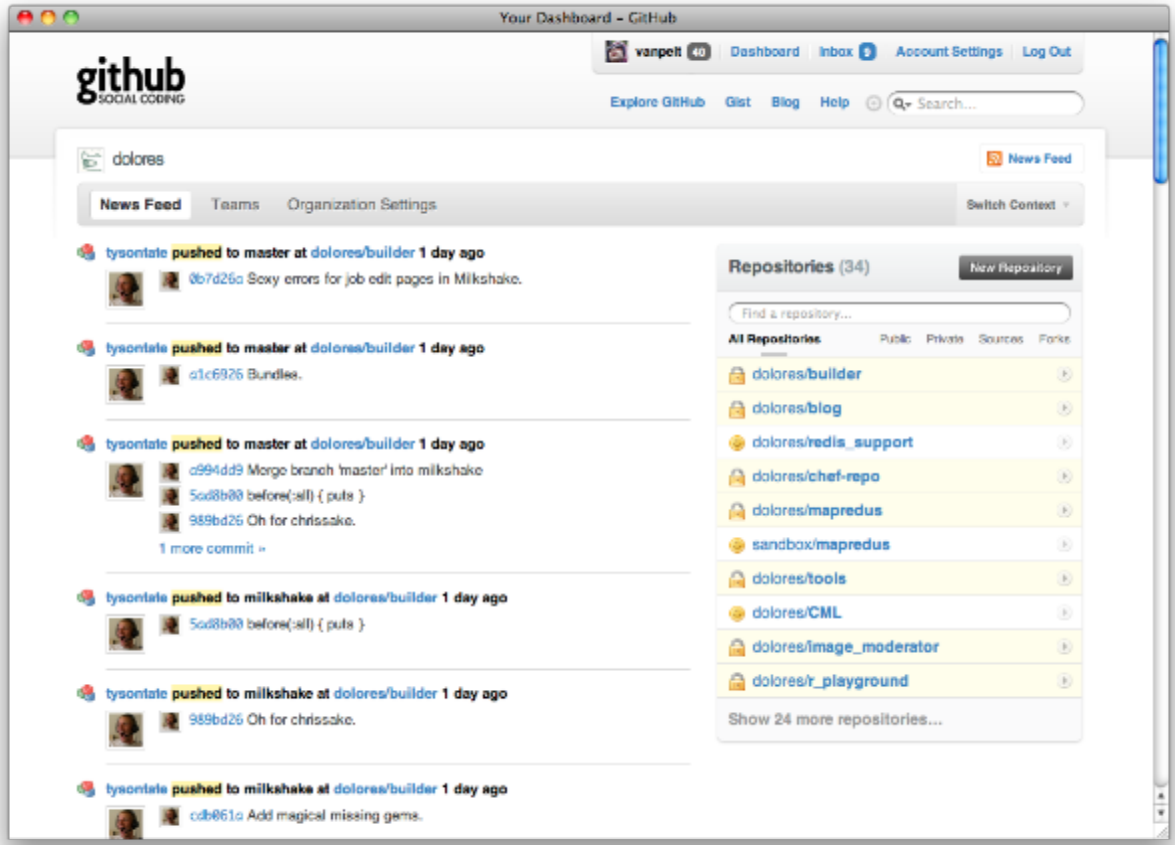 Your Dashboard – GitHub
github
SOCIAL CODING
vanpelt 40 Dashboard Inbox 9 Account Settings Log Out
Explore GitHub Gist Blog Help Search...
dolores
News Feed
News Feed Teams Organization Settings
Switch Context
tysontate pushed to master at dolores/builder 1 day ago
0b7d26a Sexy errors for job edit pages in Milkshake.
tysontate pushed to master at dolores/builder 1 day ago
a1c6926 Bundles.
tysontate pushed to master at dolores/builder 1 day ago
a994dd9 Merge branch 'master' into milkshake
5ad8b00 before(:all) { puts }
989bd26 Oh for chrissake.
1 more commit »
tysontate pushed to milkshake at dolores/builder 1 day ago
5ad8b00 before(:all) { puts }
tysontate pushed to milkshake at dolores/builder 1 day ago
989bd26 Oh for chrissake.
tysontate pushed to milkshake at dolores/builder 1 day ago
cdb061a Add magical missing gems.
Repositories (34)
New Repository
Find a repository...
All Repositories Public Private Sources Forks
dolores/builder
dolores/blog
dolores/redis_support
dolores/chef-repo
dolores/mapredus
sandbox/mapredus
dolores/tools
dolores/CML
dolores/image_moderator
dolores/r_playground
Show 24 more repositories...